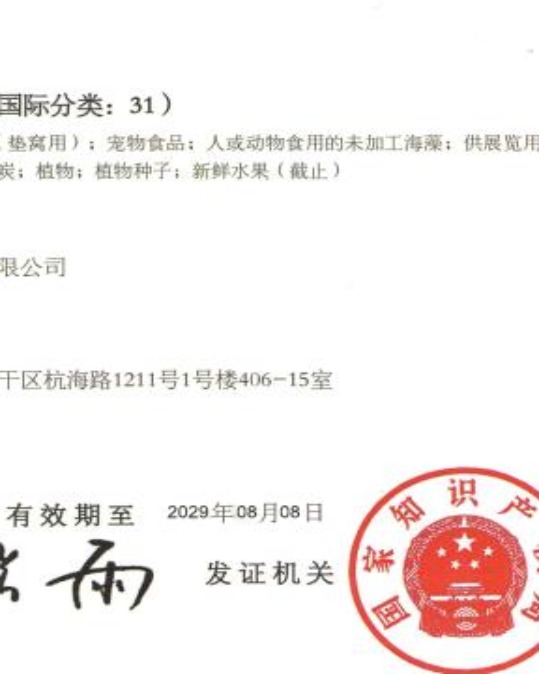 国际分类：31）
垫窝用）；宠物食品；人或动物食用的未加工海藻；供展览用
炭；植物；植物种子；新鲜水果（截止）
限公司
干区杭海路1211号1号楼406-15室
有效期至 2029年08月08日
雨
发证机关
国家知识产权局